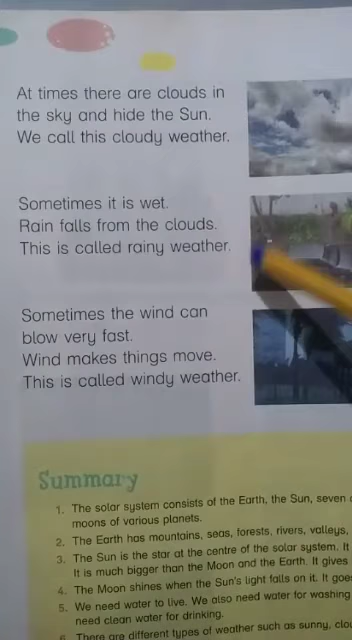 At times there are clouds in
the sky and hide the Sun.
We call this cloudy weather.
Sometimes it is wet.
Rain falls from the clouds.
This is called rainy weather.
Sometimes the wind can
blow very fast.
Wind makes things move.
This is called windy weather.
Summary
1. The solar system consists of the Earth, the Sun, seven
moons of various planets.
2. The Earth has mountains, seas, forests, rivers, valleys,
3. The Sun is the star at the centre of the solar system. It
It is much bigger than the Moon and the Earth. It gives
4. The Moon shines when the Sun's light falls on it. It
5. We need water to live. We also need water for washing
need clean water for drinking.
6. There are different types of weather such as sunny,